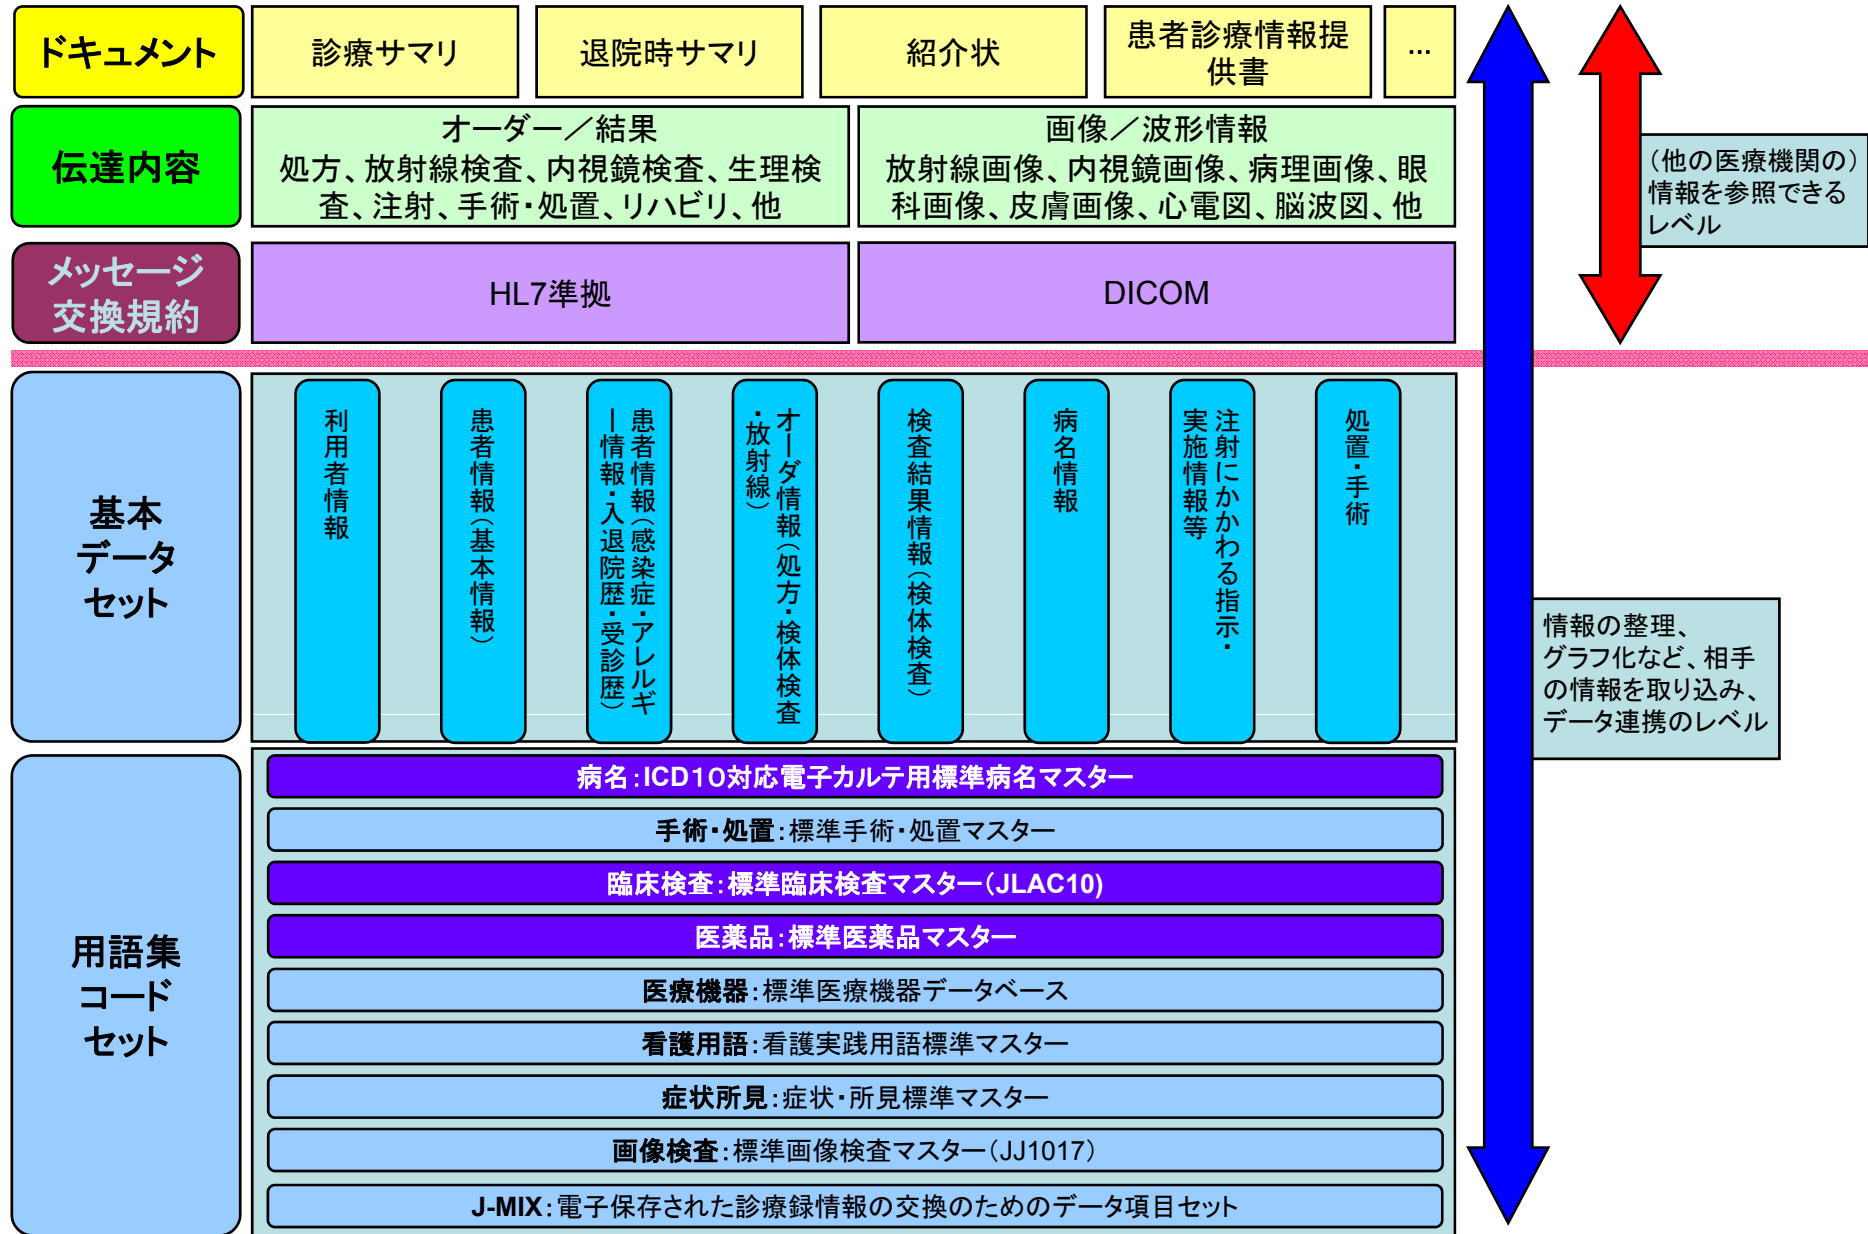 ドキュメント
診療サマリ
退院時サマリ
紹介状
患者診療情報提
供書
…
伝達内容
オーダー／結果
処方、放射線検査、内視鏡検査、生理検
査、注射、手術・処置、リハビリ、他
画像／波形情報
放射線画像、内視鏡画像、病理画像、眼
科画像、皮膚画像、心電図、脳波図、他
（他の医療機関の）
情報を参照できる
レベル
メッセージ
交換規約
HL7準拠
DICOM
基本
データ
セット
利用者情報
患者情報（基本情報）
患者情報（感染症・アレルギ
ー情報・入退院歴・受診歴）
オーダ情報（処方・検体検査
・放射線）
検査結果情報（検体検査）
病名情報
注射にかかわる指示・
実施情報等
処置・手術
情報の整理、
グラフ化など、相手
の情報を取り込み、
データ連携のレベル
用語集
コード
セット
病名：ICD１０対応電子カルテ用標準病名マスター
手術・処置：標準手術・処置マスター
臨床検査：標準臨床検査マスター（JLAC10)
医薬品：標準医薬品マスター
医療機器：標準医療機器データベース
看護用語：看護実践用語標準マスター
症状所見：症状・所見標準マスター
画像検査：標準画像検査マスター（JJ1017）
J-MIX：電子保存された診療録情報の交換のためのデータ項目セット